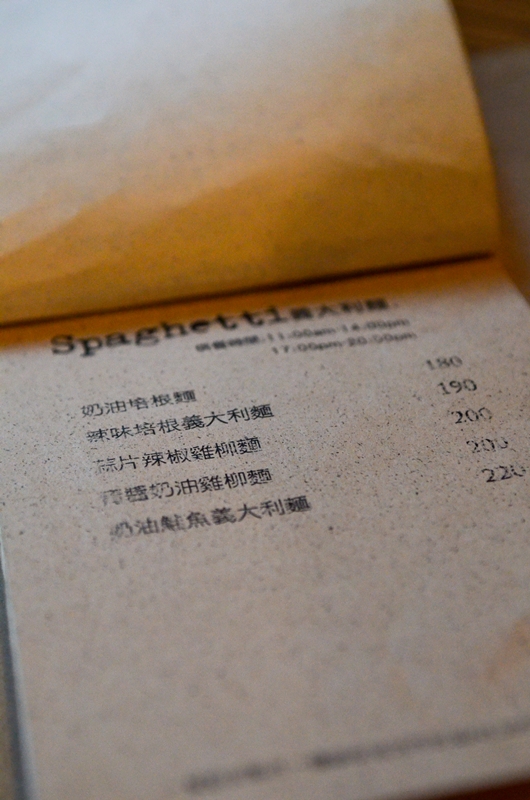 Spaghetti義大利麵
供餐時間:11:00am-14:00pm
17:00pm-20:00pm
奶油培根麵 180
辣味培根義大利麵 190
蒜片辣椒雞柳麵 200
青醬奶油雞柳麵 200
奶油鮭魚義大利麵 220